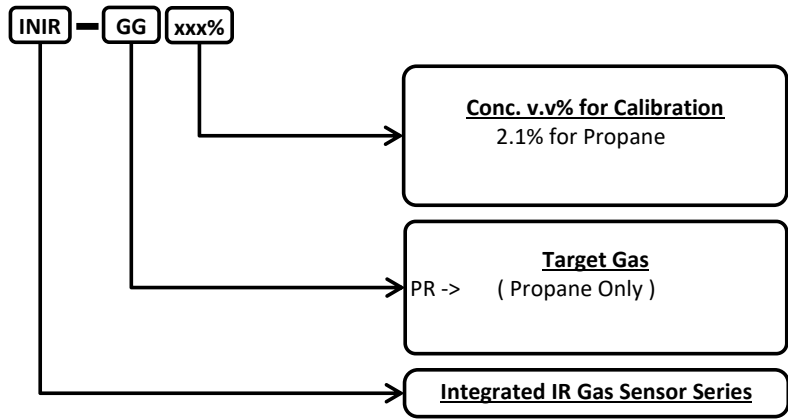 INIR - GG xxx%
Conc. v.v% for Calibration
2.1% for Propane
Target Gas
PR -> ( Propane Only )
Integrated IR Gas Sensor Series